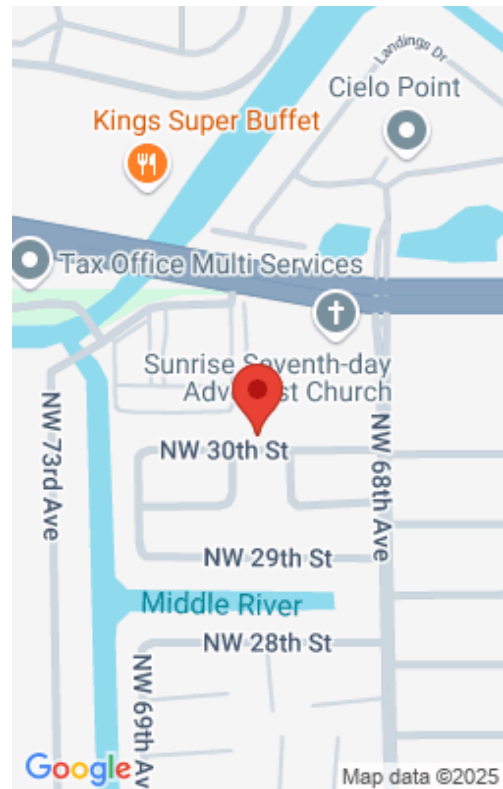 Landings Dr
Cielo Point
Kings Super Buffet
Tax Office Multi Services
Sunrise Seventh-day
Adventist Church
NW 30th St
NW 73rd Ave
NW 68th Ave
NW 29th St
Middle River
NW 28th St
NW 69th Av
Google
Map data ©2025